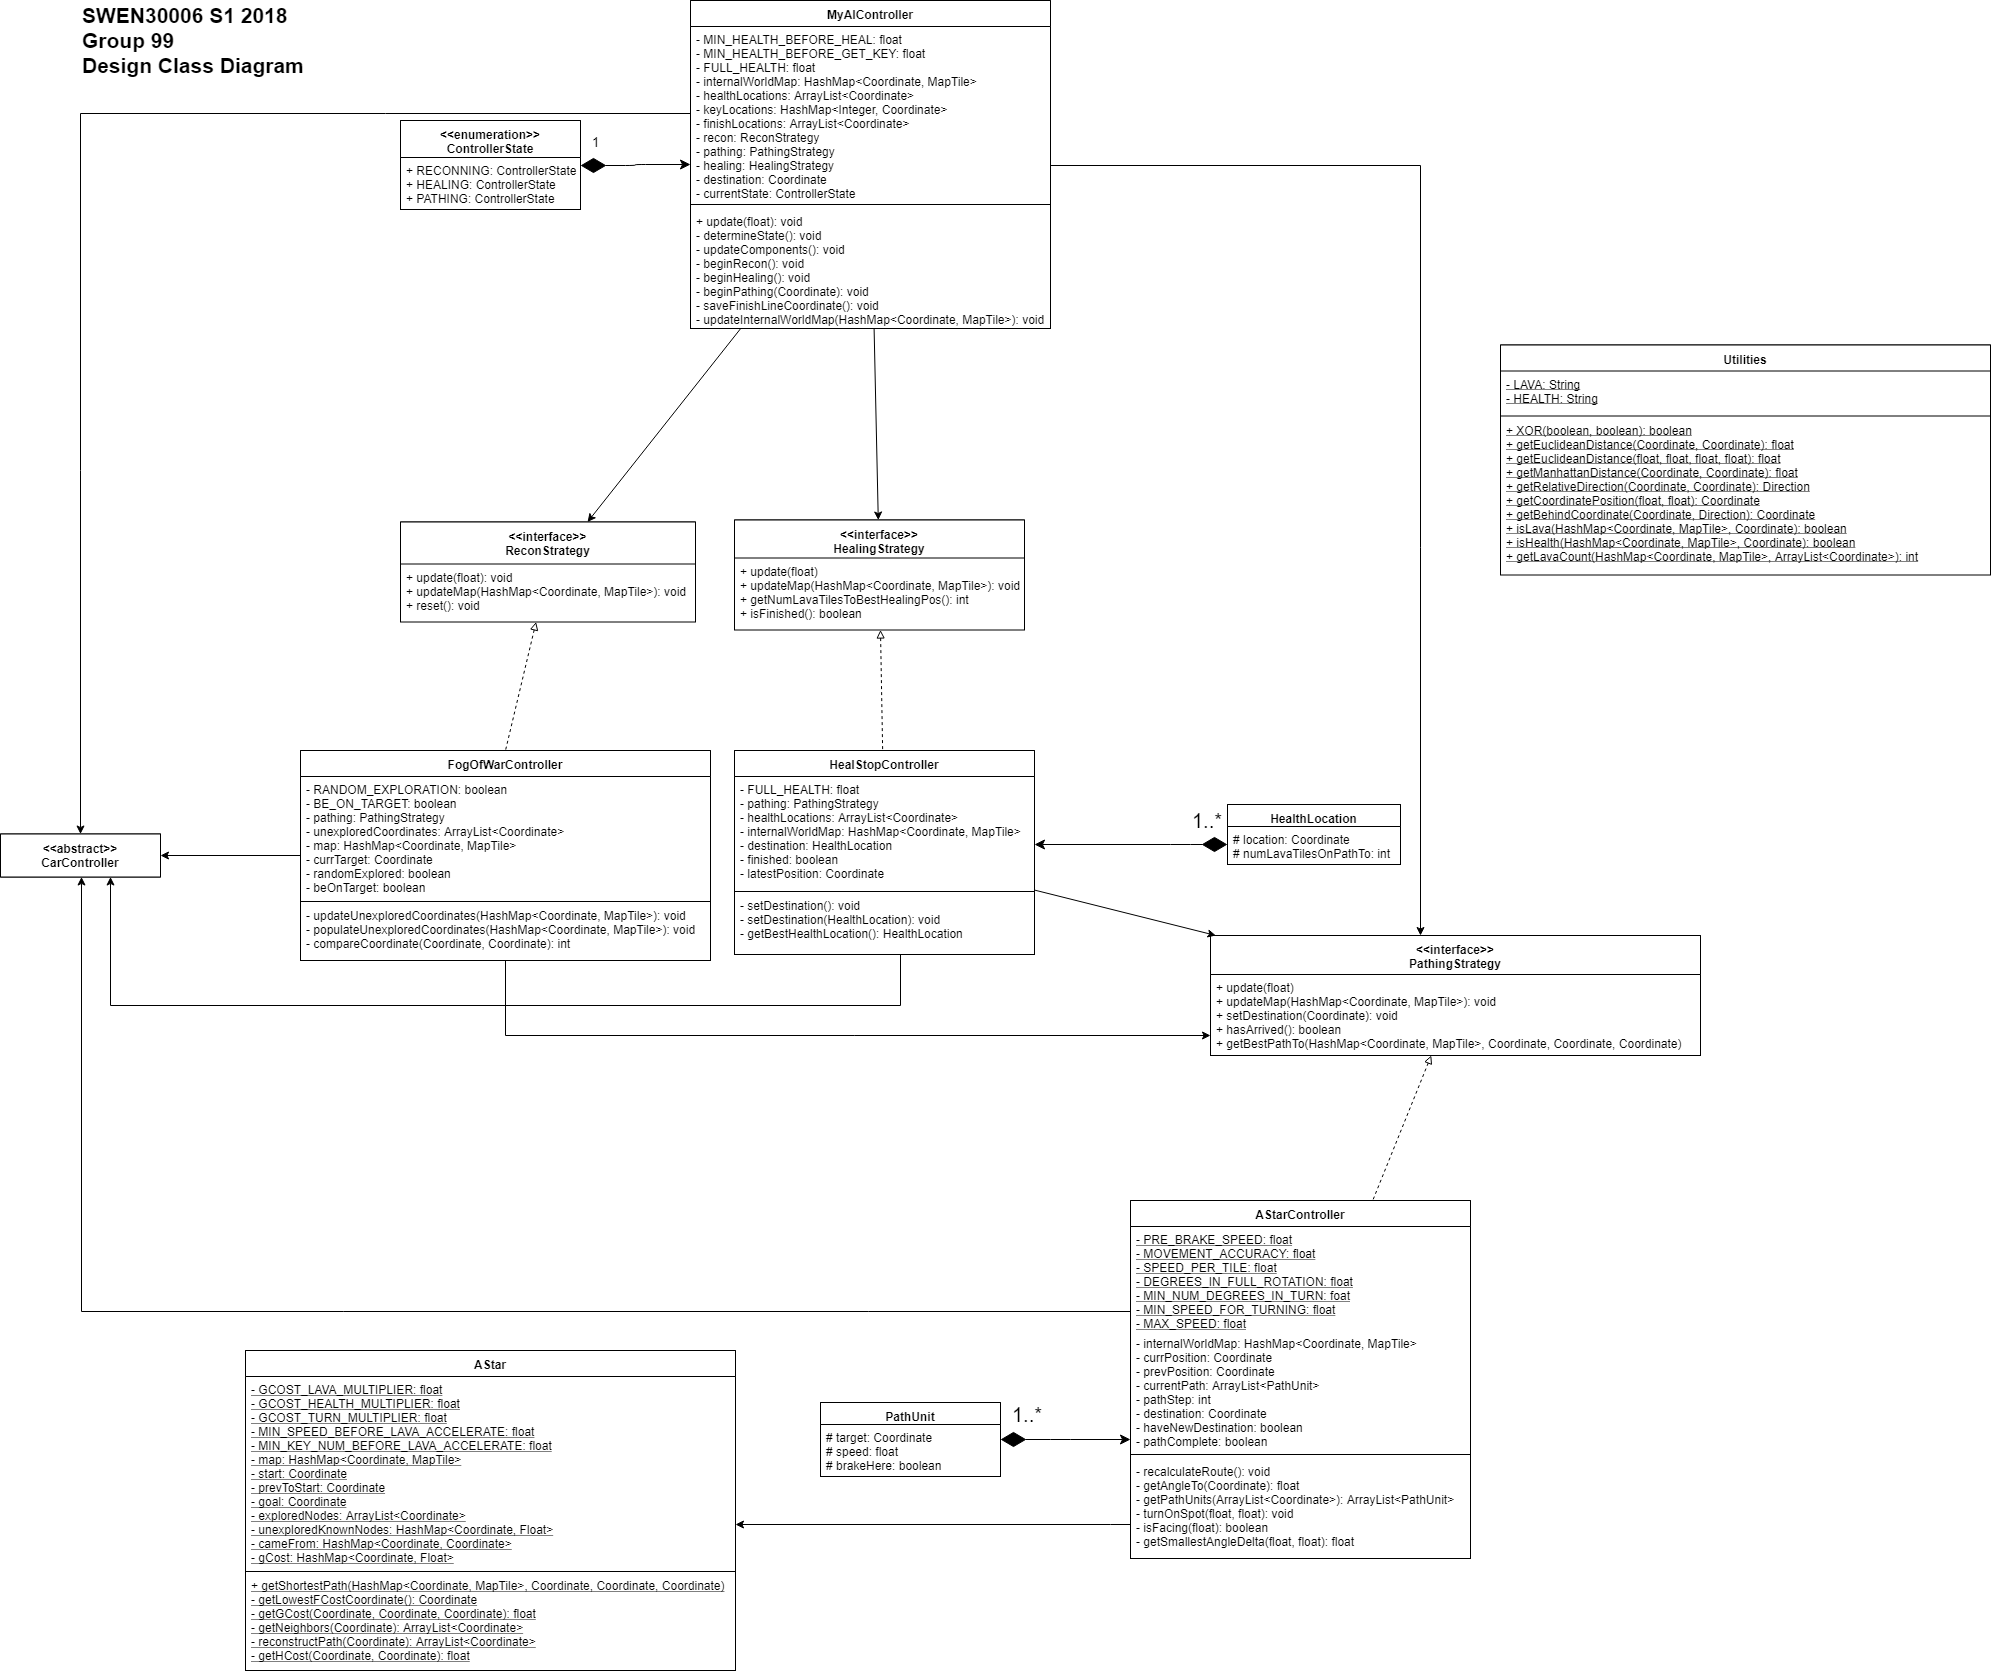 SWEN30006 S1 2018
Group 99
Design Class Diagram
MyAIController
- MIN_HEALTH_BEFORE_HEAL: float
- MIN_HEALTH_BEFORE_GET_KEY: float
- FULL_HEALTH: float
- internalWorldMap: HashMap<Coordinate, MapTile>
- healthLocations: ArrayList<Coordinate>
- keyLocations: HashMap<Integer, Coordinate>
- finishLocations: ArrayList<Coordinate>
- recon: ReconStrategy
- pathing: PathingStrategy
- healing: HealingStrategy
- destination: Coordinate
- currentState: ControllerState
+ update(float): void
- determineState(): void
- updateComponents(): void
- beginRecon(): void
- beginHealing(): void
- beginPathing(Coordinate): void
- saveFinishLineCoordinate(): void
- updateInternalWorldMap(HashMap<Coordinate, MapTile>): void
<<enumeration>>
ControllerState
+ RECONNING: ControllerState
+ HEALING: ControllerState
+ PATHING: ControllerState
1
Utilities
- LAVA: String
- HEALTH: String
+ XOR(boolean, boolean): boolean
+ getEuclideanDistance(Coordinate, Coordinate): float
+ getEuclideanDistance(float, float, float, float): float
+ getManhattanDistance(Coordinate, Coordinate): float
+ getRelativeDirection(Coordinate, Coordinate): Direction
+ getCoordinatePosition(float, float): Coordinate
+ getBehindCoordinate(Coordinate, Direction): Coordinate
+ isLava(HashMap<Coordinate, MapTile>, Coordinate): boolean
+ isHealth(HashMap<Coordinate, MapTile>, Coordinate): boolean
+ getLavaCount(HashMap<Coordinate, MapTile>, ArrayList<Coordinate>): int
<<interface>>
ReconStrategy
+ update(float): void
+ updateMap(HashMap<Coordinate, MapTile>): void
+ reset(): void
<<interface>>
HealingStrategy
+ update(float)
+ updateMap(HashMap<Coordinate, MapTile>): void
+ getNumLavaTilesToBestHealingPos(): int
+ isFinished(): boolean
<<abstract>>
CarController
FogOfWarController
- RANDOM_EXPLORATION: boolean
- BE_ON_TARGET: boolean
- pathing: PathingStrategy
- unexploredCoordinates: ArrayList<Coordinate>
- map: HashMap<Coordinate, MapTile>
- currTarget: Coordinate
- randomExplored: boolean
- beOnTarget: boolean
- updateUnexploredCoordinates(HashMap<Coordinate, MapTile>): void
- populateUnexploredCoordinates(HashMap<Coordinate, MapTile>): void
- compareCoordinate(Coordinate, Coordinate): int
HealStopController
- FULL_HEALTH: float
- pathing: PathingStrategy
- healthLocations: ArrayList<Coordinate>
- internalWorldMap: HashMap<Coordinate, MapTile>
- destination: HealthLocation
- finished: boolean
- latestPosition: Coordinate
- setDestination(): void
- setDestination(HealthLocation): void
- getBestHealthLocation(): HealthLocation
1..*
HealthLocation
# location: Coordinate
# numLavaTilesOnPathTo: int
<<interface>>
PathingStrategy
+ update(float)
+ updateMap(HashMap<Coordinate, MapTile>): void
+ setDestination(Coordinate): void
+ hasArrived(): boolean
+ getBestPathTo(HashMap<Coordinate, MapTile>, Coordinate, Coordinate, Coordinate)
AStarController
- PRE_BRAKE_SPEED: float
- MOVEMENT_ACCURACY: float
- SPEED_PER_TILE: float
- DEGREES_IN_FULL_ROTATION: float
- MIN_NUM_DEGREES_IN_TURN: foat
- MIN_SPEED_FOR_TURNING: float
- MAX_SPEED: float
- internalWorldMap: HashMap<Coordinate, MapTile>
- currPosition: Coordinate
- prevPosition: Coordinate
- currentPath: ArrayList<PathUnit>
- pathStep: int
- destination: Coordinate
- haveNewDestination: boolean
- pathComplete: boolean
- recalculateRoute(): void
- getAngleTo(Coordinate): float
- getPathUnits(ArrayList<Coordinate>): ArrayList<PathUnit>
- turnOnSpot(float, float): void
- isFacing(float): boolean
- getSmallestAngleDelta(float, float): float
PathUnit
# target: Coordinate
# speed: float
# brakeHere: boolean
1..*
AStar
- GCOST_LAVA_MULTIPLIER: float
- GCOST_HEALTH_MULTIPLIER: float
- GCOST_TURN_MULTIPLIER: float
- MIN_SPEED_BEFORE_LAVA_ACCELERATE: float
- MIN_KEY_NUM_BEFORE_LAVA_ACCELERATE: float
- map: HashMap<Coordinate, MapTile>
- start: Coordinate
- prevToStart: Coordinate
- goal: Coordinate
- exploredNodes: ArrayList<Coordinate>
- unexploredKnownNodes: HashMap<Coordinate, Float>
- cameFrom: HashMap<Coordinate, Coordinate>
- gCost: HashMap<Coordinate, Float>
+ getShortestPath(HashMap<Coordinate, MapTile>, Coordinate, Coordinate, Coordinate)
- getLowestFCostCoordinate(): Coordinate
- getGCost(Coordinate, Coordinate, Coordinate): float
- getNeighbors(Coordinate): ArrayList<Coordinate>
- reconstructPath(Coordinate): ArrayList<Coordinate>
- getHCost(Coordinate, Coordinate): float